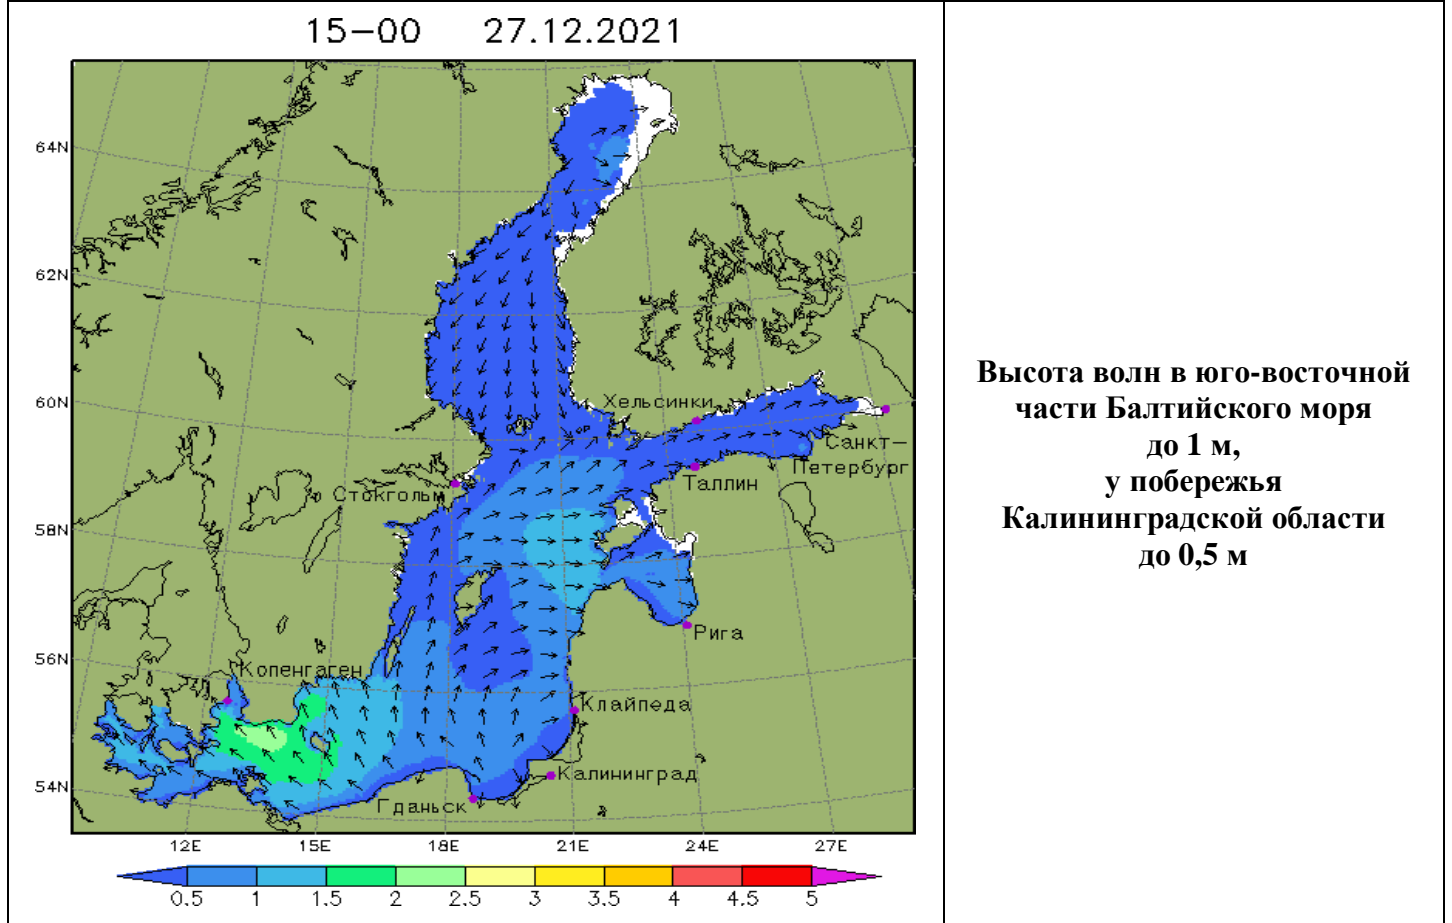 15-00 27.12.2021
64N
62N
60N
58N
56N
54N
Хельсинки
Санкт-
Петербург
Таллин
Стокгольм
Рига
Копенгаген
Клайпеда
Калининград
Гданьск
12E 15E 18E 21E 24E 27E
0.5 1 1.5 2 2.5 3 3.5 4 4.5 5
Высота волн в юго-восточной
части Балтийского моря
до 1 м,
у побережья
Калининградской области
до 0,5 м